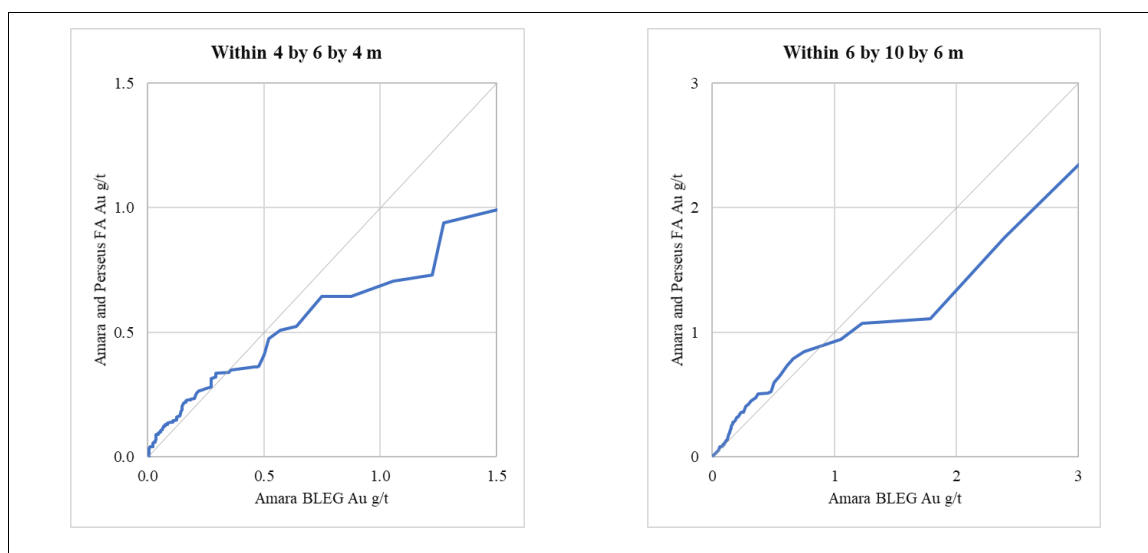 Within 4 by 6 by 4 m
1.5
1.0
0.5
0.0
Amara and Perseus FA Au g/t
0.0 0.5 1.0 1.5
Amara BLEG Au g/t
Within 6 by 10 by 6 m
3
2
1
0
Amara and Perseus FA Au g/t
0 1 2 3
Amara BLEG Au g/t